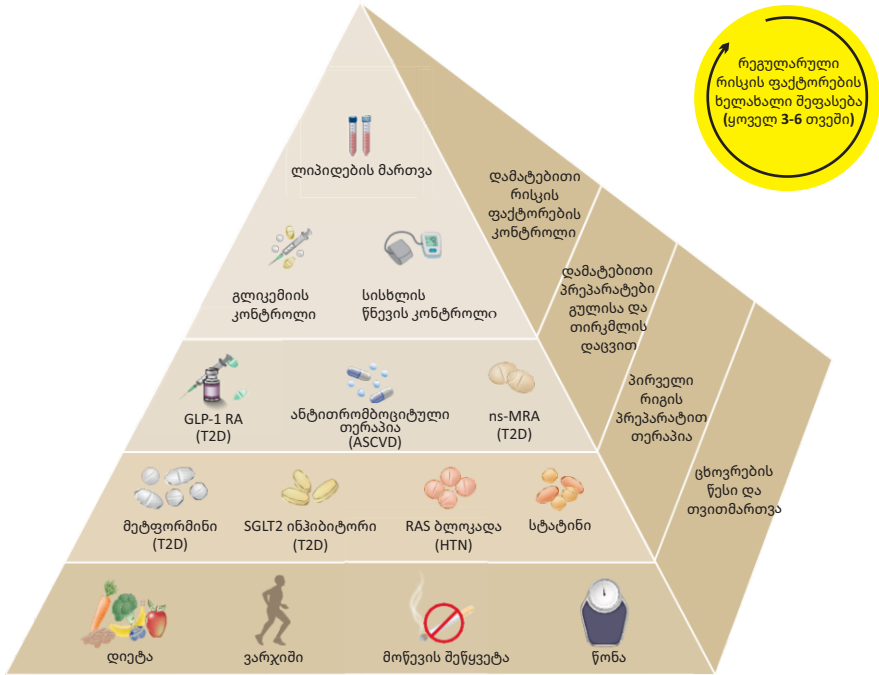 რეგულარული
რისკის ფაქტორების
ხელახალი შეფასება
(ყოველ 3-6 თვეში)
ლიპიდების მართვა
დამატებითი
რისკის
ფაქტორების
კონტროლი
გლიკემიის
კონტროლი
სისხლის
წნევის კონტროლი
დამატებითი
პრეპარატები
გულისა და
თირკმლის
დაცვით
GLP-1 RA
(T2D)
ანტითრომბოციტული
თერაპია
(ASCVD)
ns-MRA
(T2D)
პირველი
რიგის
პრეპარატით
თერაპია
მეტფორმინი
(T2D)
SGLT2 ინჰიბიტორი
(T2D)
RAS ბლოკადა
(HTN)
სტატინი
ცხოვრების
წესი და
თვითმართვა
დიეტა
ვარჯიში
მოწევის შეწყვეტა
წონა